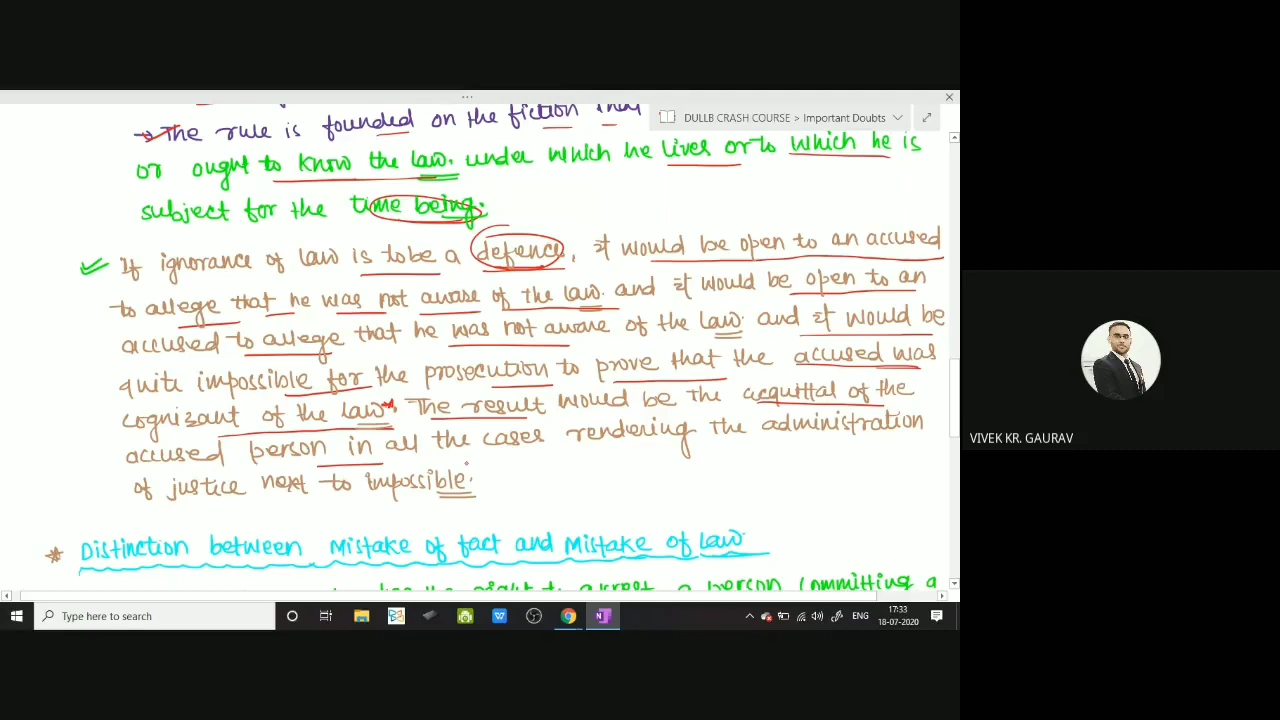 →The rule is founded on the fiction that
DULLB CRASH COURSE > Important Doubts
or ought to know the law. under which he lives or to which he is
subject for the time being.
If ignorance of law is to be a defence, it would be open to an accused
to allege that he was not aware of the law. and it would be open to an
accused to allege that he was not aware of the law. and it would be
quite impossible for the prosecution to prove that the accused was
cognizant of the law. The result would be the acquittal of the
accused person in all the cases rendering the administration
of justice next to impossible.
* Distinction between Mistake of fact and Mistake of law.
the right to arrest a person committing a
VIVEK KR. GAURAV
Type here to search
ENG
17:33
18-07-2020